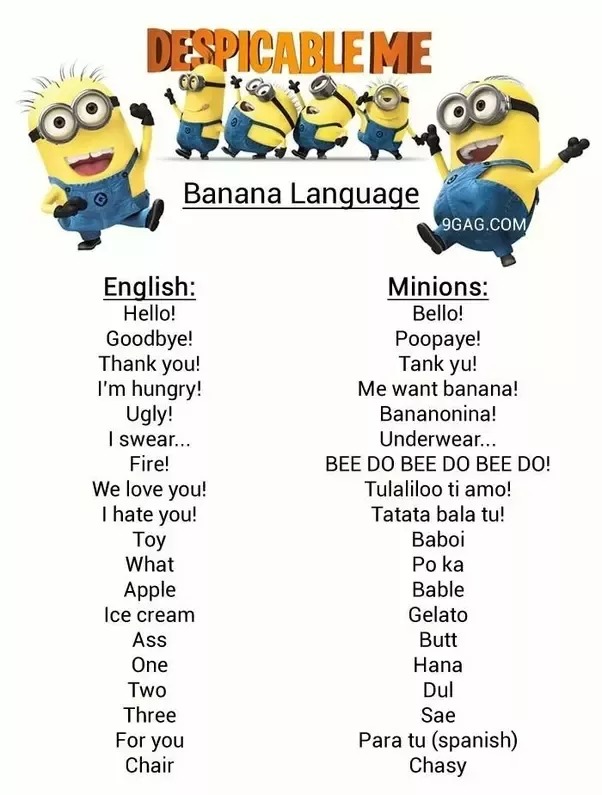 DESPICABLE ME
Banana Language
9GAG.COM
English: Minions:
Hello! Bello!
Goodbye! Poopaye!
Thank you! Tank yu!
I'm hungry! Me want banana!
Ugly! Bananonina!
I swear... Underwear...
Fire! BEE DO BEE DO BEE DO!
We love you! Tulaliloo ti amo!
I hate you! Tatata bala tu!
Toy Baboi
What Po ka
Apple Bable
Ice cream Gelato
Ass Butt
One Hana
Two Dul
Three Sae
For you Para tu (spanish)
Chair Chasy